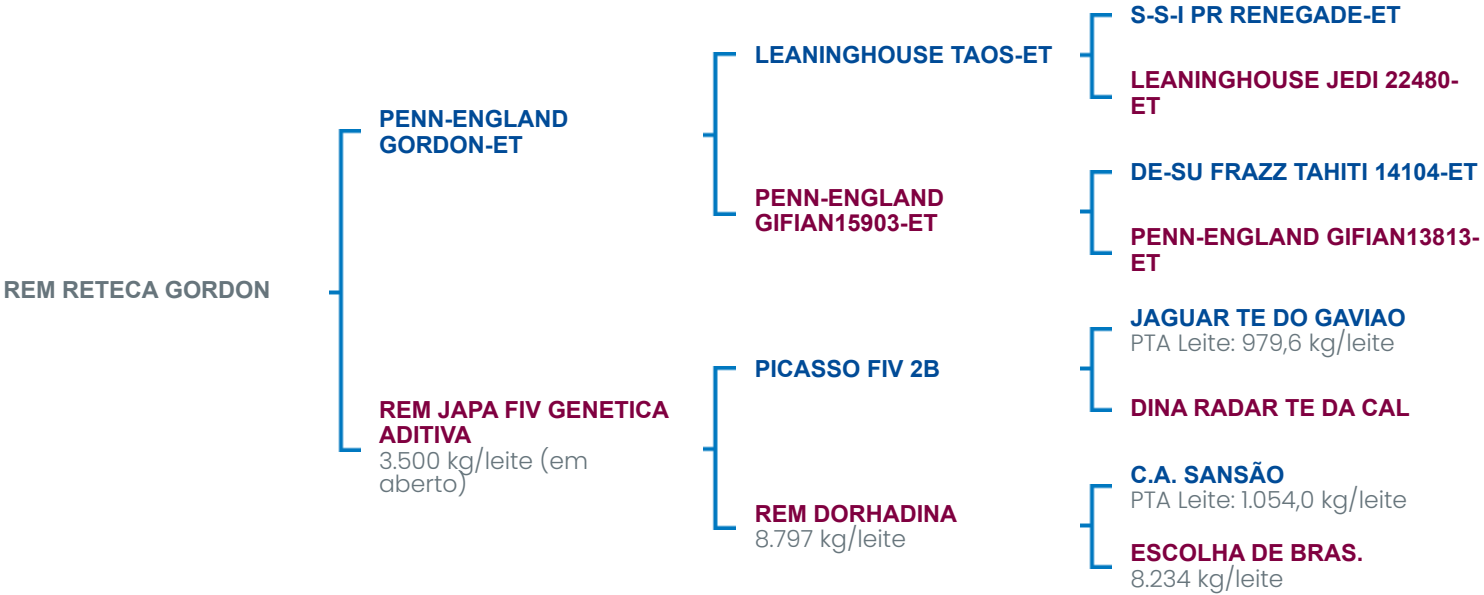 REM RETECA GORDON
PENN-ENGLAND
GORDON-ET
REM JAPA FIV GENETICA
ADITIVA
3.500 kg/leite (em
aberto)
LEANINGHOUSE TAOS-ET
PENN-ENGLAND
GIFIAN15903-ET
PICASSO FIV 2B
REM DORHADINA
8.797 kg/leite
S-S-I PR RENEGADE-ET
LEANINGHOUSE JEDI 22480-
ET
DE-SU FRAZZ TAHITI 14104-ET
PENN-ENGLAND GIFIAN13813-
ET
JAGUAR TE DO GAVIAO
PTA Leite: 979,6 kg/leite
DINA RADAR TE DA CAL
C.A. SANSÃO
PTA Leite: 1.054,0 kg/leite
ESCOLHA DE BRAS.
8.234 kg/leite